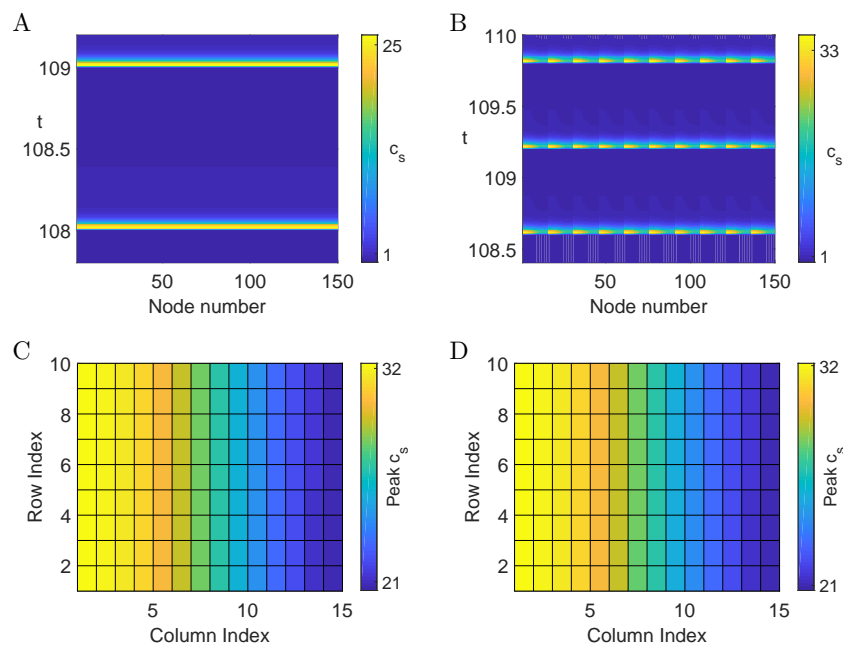 A
109
t
108.5
108
50
100
150
Node number
25
c_s
1
B
110
109.5
t
109
108.5
50
100
150
Node number
33
c_s
1
C
10
8
6
4
2
Row Index
5
10
15
Column Index
32
Peak c_s
21
D
10
8
6
4
2
Row Index
5
10
15
Column Index
32
Peak c_s
21